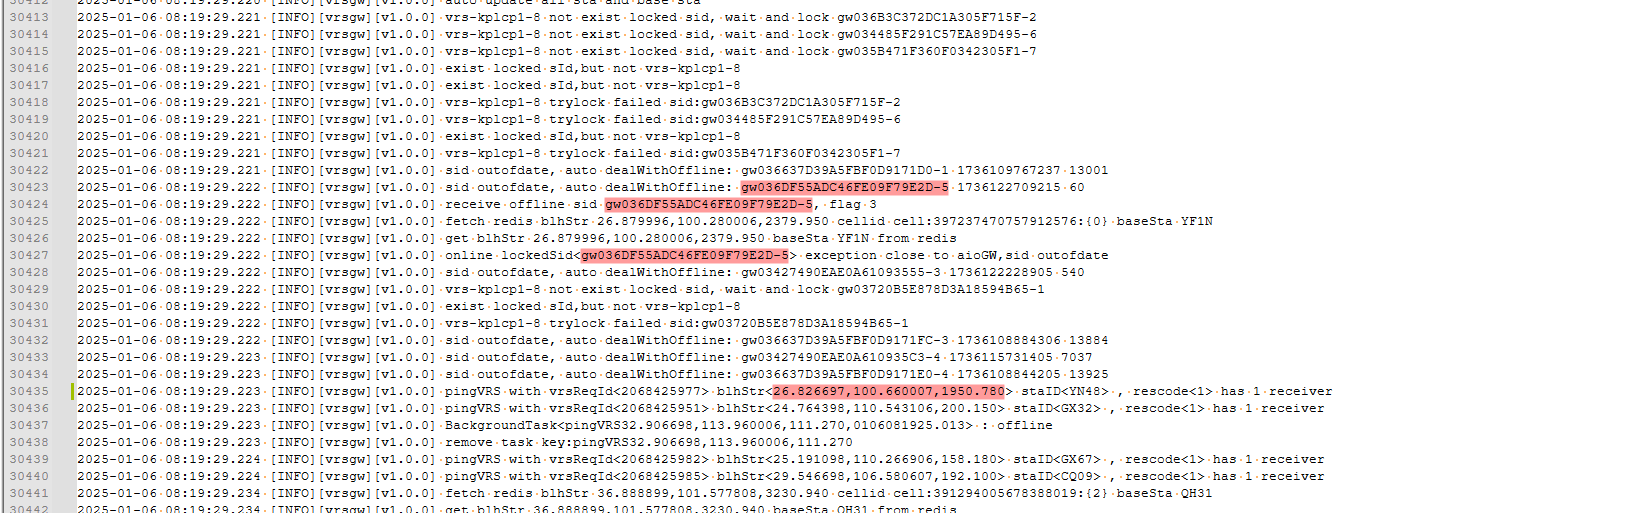 30412 2025-01-06 08:19:29.220 [INFO][vrsgw][v1.0.0] auto update all sta and base sta
30413 2025-01-06 08:19:29.221 [INFO][vrsgw][v1.0.0] vrs-kplcp1-8 not exist locked sid, wait and lock gw036B3C372DC1A305F715F-2
30414 2025-01-06 08:19:29.221 [INFO][vrsgw][v1.0.0] vrs-kplcp1-8 not exist locked sid, wait and lock gw034485F291C57EA89D495-6
30415 2025-01-06 08:19:29.221 [INFO][vrsgw][v1.0.0] vrs-kplcp1-8 not exist locked sid, wait and lock gw035B471F360F0342305F1-7
30416 2025-01-06 08:19:29.221 [INFO][vrsgw][v1.0.0] exist locked sId,but not vrs-kplcp1-8
30417 2025-01-06 08:19:29.221 [INFO][vrsgw][v1.0.0] exist locked sId,but not vrs-kplcp1-8
30418 2025-01-06 08:19:29.221 [INFO][vrsgw][v1.0.0] vrs-kplcp1-8 trylock failed sid:gw036B3C372DC1A305F715F-2
30419 2025-01-06 08:19:29.221 [INFO][vrsgw][v1.0.0] vrs-kplcp1-8 trylock failed sid:gw034485F291C57EA89D495-6
30420 2025-01-06 08:19:29.221 [INFO][vrsgw][v1.0.0] exist locked sId,but not vrs-kplcp1-8
30421 2025-01-06 08:19:29.221 [INFO][vrsgw][v1.0.0] vrs-kplcp1-8 trylock failed sid:gw035B471F360F0342305F1-7
30422 2025-01-06 08:19:29.221 [INFO][vrsgw][v1.0.0] sid outofdate, auto dealWithOffline: gw036637D39A5FBF0D9171D0-1 1736109767237 13001
30423 2025-01-06 08:19:29.222 [INFO][vrsgw][v1.0.0] sid outofdate, auto dealWithOffline: gw036DF55ADC46FE09F79E2D-5 1736122709215 60
30424 2025-01-06 08:19:29.222 [INFO][vrsgw][v1.0.0] receive offline sid gw036DF55ADC46FE09F79E2D-5, flag 3
30425 2025-01-06 08:19:29.222 [INFO][vrsgw][v1.0.0] fetch redis blhStr 26.879996,100.280006,2379.950 cellid cell:397237470757912576:{0} baseSta YF1N
30426 2025-01-06 08:19:29.222 [INFO][vrsgw][v1.0.0] get blhStr 26.879996,100.280006,2379.950 baseSta YF1N from redis
30427 2025-01-06 08:19:29.222 [INFO][vrsgw][v1.0.0] online lockedSid<gw036DF55ADC46FE09F79E2D-5> exception close to aioGW,sid outofdate
30428 2025-01-06 08:19:29.222 [INFO][vrsgw][v1.0.0] sid outofdate, auto dealWithOffline: gw03427490EAE0A61093555-3 1736122228905 540
30429 2025-01-06 08:19:29.222 [INFO][vrsgw][v1.0.0] vrs-kplcp1-8 not exist locked sid, wait and lock gw03720B5E878D3A18594B65-1
30430 2025-01-06 08:19:29.222 [INFO][vrsgw][v1.0.0] exist locked sId,but not vrs-kplcp1-8
30431 2025-01-06 08:19:29.222 [INFO][vrsgw][v1.0.0] vrs-kplcp1-8 trylock failed sid:gw03720B5E878D3A18594B65-1
30432 2025-01-06 08:19:29.222 [INFO][vrsgw][v1.0.0] sid outofdate, auto dealWithOffline: gw036637D39A5FBF0D9171FC-3 1736108884306 13884
30433 2025-01-06 08:19:29.223 [INFO][vrsgw][v1.0.0] sid outofdate, auto dealWithOffline: gw03427490EAE0A610935C3-4 1736115731405 7037
30434 2025-01-06 08:19:29.223 [INFO][vrsgw][v1.0.0] sid outofdate, auto dealWithOffline: gw036637D39A5FBF0D9171E0-4 1736108844205 13925
30435 2025-01-06 08:19:29.223 [INFO][vrsgw][v1.0.0] pingVRS with vrsReqId<2068425977> blhStr<26.826697,100.660007,1950.780> staID<YN48> , rescode<1> has 1 receiver
30436 2025-01-06 08:19:29.223 [INFO][vrsgw][v1.0.0] pingVRS with vrsReqId<2068425951> blhStr<24.764398,110.543106,200.150> staID<GX32> , rescode<1> has 1 receiver
30437 2025-01-06 08:19:29.223 [INFO][vrsgw][v1.0.0] BackgroundTask<pingVRS32.906698,113.960006,111.270,0106081925.013> : offline
30438 2025-01-06 08:19:29.223 [INFO][vrsgw][v1.0.0] remove task key:pingVRS32.906698,113.960006,111.270
30439 2025-01-06 08:19:29.224 [INFO][vrsgw][v1.0.0] pingVRS with vrsReqId<2068425982> blhStr<25.191098,110.266906,158.180> staID<GX67> , rescode<1> has 1 receiver
30440 2025-01-06 08:19:29.224 [INFO][vrsgw][v1.0.0] pingVRS with vrsReqId<2068425985> blhStr<29.546698,106.580607,192.100> staID<CQ09> , rescode<1> has 1 receiver
30441 2025-01-06 08:19:29.234 [INFO][vrsgw][v1.0.0] fetch redis blhStr 36.888899,101.577808,3230.940 cellid cell:391294005678388019:{2} baseSta QH31
30442 2025-01-06 08:19:29.234 [INFO][vrsgw][v1.0.0] get blhStr 36.888899,101.577808,3230.940 baseSta QH31 from redis